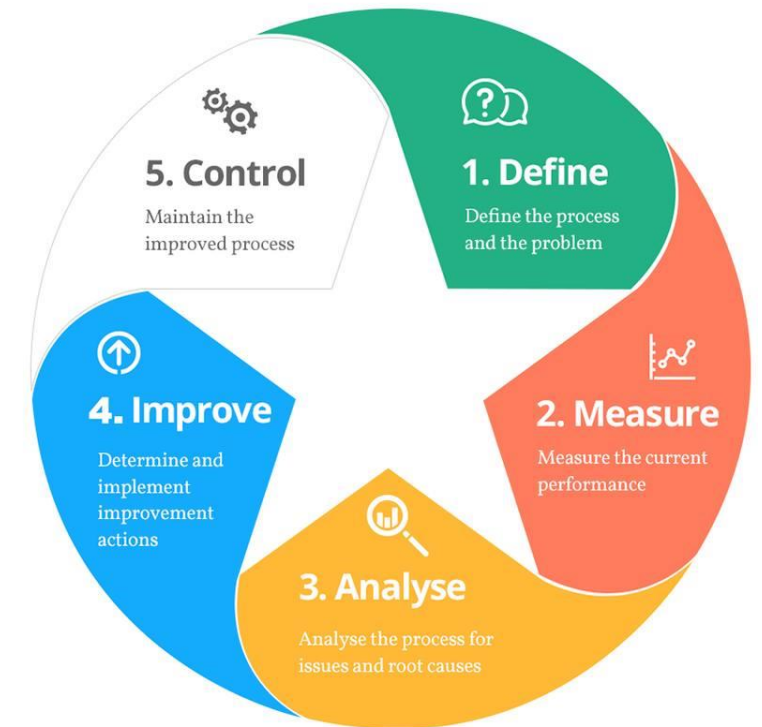 1. Define
Define the process
and the problem
2. Measure
Measure the current
performance
3. Analyse
Analyse the process for
issues and root causes
4. Improve
Determine and
implement
improvement
actions
5. Control
Maintain the
improved process